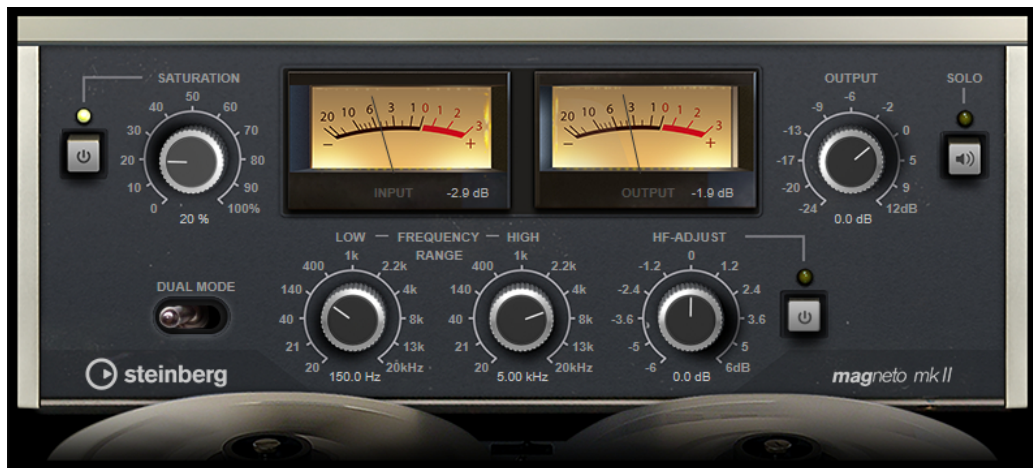 SATURATION
0 10 20 30 40 50 60 70 80 90 100%
20 %
20 10 6 3 1 0 1 2 3
- +
INPUT -2.9 dB
20 10 6 3 1 0 1 2 3
- +
OUTPUT -1.9 dB
OUTPUT
-24 -20 -17 -13 -9 -6 -2 0 5 9 12dB
0.0 dB
SOLO
LOW — FREQUENCY — HIGH
RANGE
20 21 40 140 400 1k 2.2k 4k 8k 13k 20kHz
150.0 Hz
20 21 40 140 400 1k 2.2k 4k 8k 13k 20kHz
5.00 kHz
HF-ADJUST
-6 -5 -3.6 -2.4 -1.2 0 1.2 2.4 3.6 5 6dB
0.0 dB
DUAL MODE
steinberg
magneto mkII